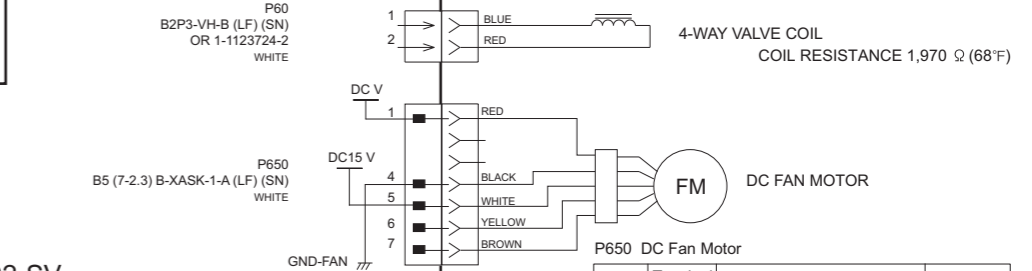 P60
B2P3-VH-B (LF) (SN)
OR 1-1123724-2
WHITE
1 BLUE
2 RED
4-WAY VALVE COIL
COIL RESISTANCE 1,970 Ω (68°F)
DC V
1 RED
P650
B5 (7-2.3) B-XASK-1-A (LF) (SN)
WHITE
DC15 V
4 BLACK
5 WHITE
6 YELLOW
7 BROWN
GND-FAN
FM
DC FAN MOTOR
P650 DC Fan Motor